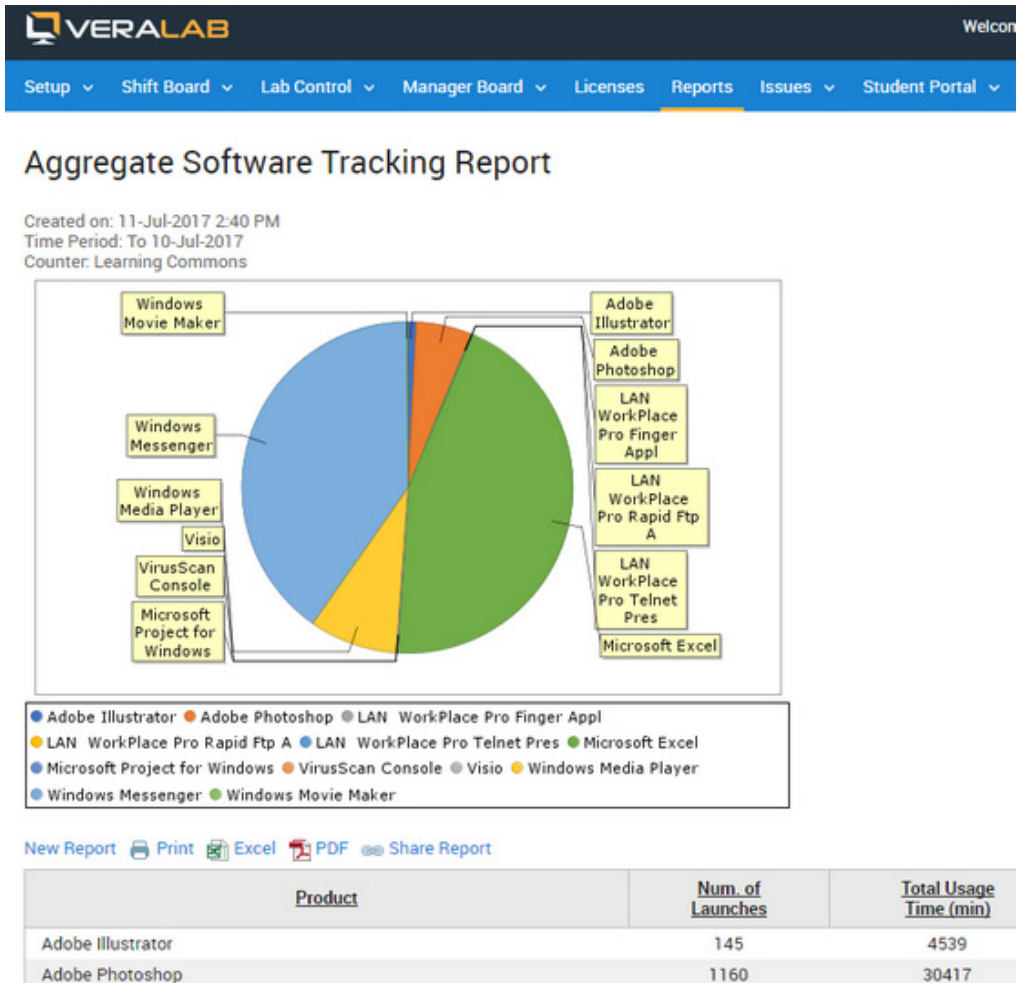 VERALAB
Welcom
Setup Shift Board Lab Control Manager Board Licenses Reports Issues Student Portal
Aggregate Software Tracking Report
Created on: 11-Jul-2017 2:40 PM
Time Period: To 10-Jul-2017
Counter: Learning Commons
Windows
Movie Maker
Windows
Messenger
Windows
Media Player
Visio
VirusScan
Console
Microsoft
Project for
Windows
Adobe
Illustrator
Adobe
Photoshop
LAN
WorkPlace
Pro Finger
Appl
LAN
WorkPlace
Pro Rapid Ftp
A
LAN
WorkPlace
Pro Telnet
Pres
Microsoft Excel
Adobe Illustrator Adobe Photoshop LAN WorkPlace Pro Finger Appl
LAN WorkPlace Pro Rapid Ftp A LAN WorkPlace Pro Telnet Pres Microsoft Excel
Microsoft Project for Windows VirusScan Console Visio Windows Media Player
Windows Messenger Windows Movie Maker
New Report Print Excel PDF Share Report
Product Num. of Launches Total Usage Time (min)
Adobe Illustrator 145 4539
Adobe Photoshop 1160 30417